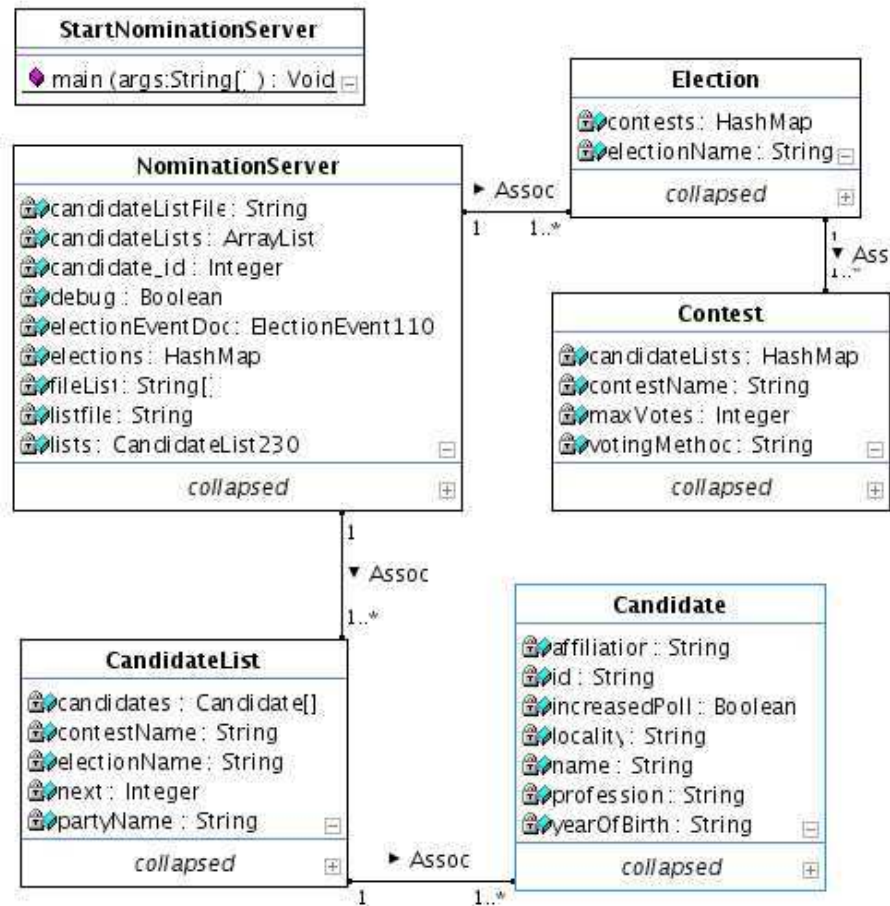 StartNominationServer
main (args:String[ ) : Void
Election
contests: HashMap
electionName: String
collapsed
NominationServer
candidateListFile: String
candidateLists: ArrayList
candidate_id: Integer
debug: Boolean
electionEventDoc: ElectionEvent110
elections: HashMap
fileList: String[
listfile: String
lists: CandidateList230
collapsed
Assoc
1 1..*
1
Ass
1..*
Contest
candidateLists: HashMap
contestName: String
maxVotes: Integer
votingMethoc: String
collapsed
1
Assoc
1..*
CandidateList
candidates: Candidate[]
contestName: String
electionName: String
next: Integer
partyName: String
collapsed
Candidate
affiliatior: String
id: String
increasedPoll: Boolean
locality: String
name: String
profession: String
yearOfBirth: String
collapsed
Assoc
1 1..*